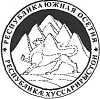 РЕСПУБЛИКА ЮЖНАЯ ОСЕТИЯ
РЕСПУБЛИКӔ ХУССАР ИРЫСТОН